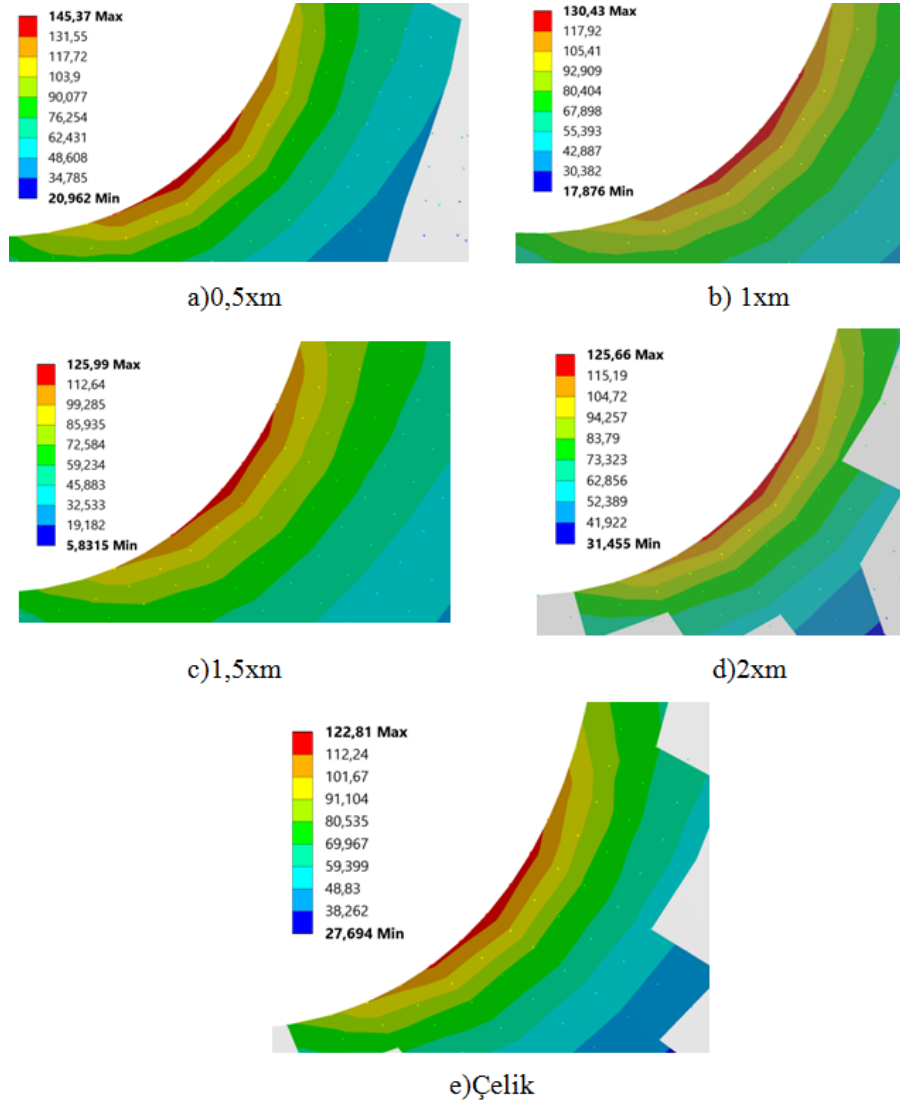 145,37 Max
131,55
117,72
103,9
90,077
76,254
62,431
48,608
34,785
20,962 Min
a)0,5xm
130,43 Max
117,92
105,41
92,909
80,404
67,898
55,393
42,887
30,382
17,876 Min
b) 1xm
125,99 Max
112,64
99,285
85,935
72,584
59,234
45,883
32,533
19,182
5,8315 Min
c)1,5xm
125,66 Max
115,19
104,72
94,257
83,79
73,323
62,856
52,389
41,922
31,455 Min
d)2xm
122,81 Max
112,24
101,67
91,104
80,535
69,967
59,399
48,83
38,262
27,694 Min
e)Çelik